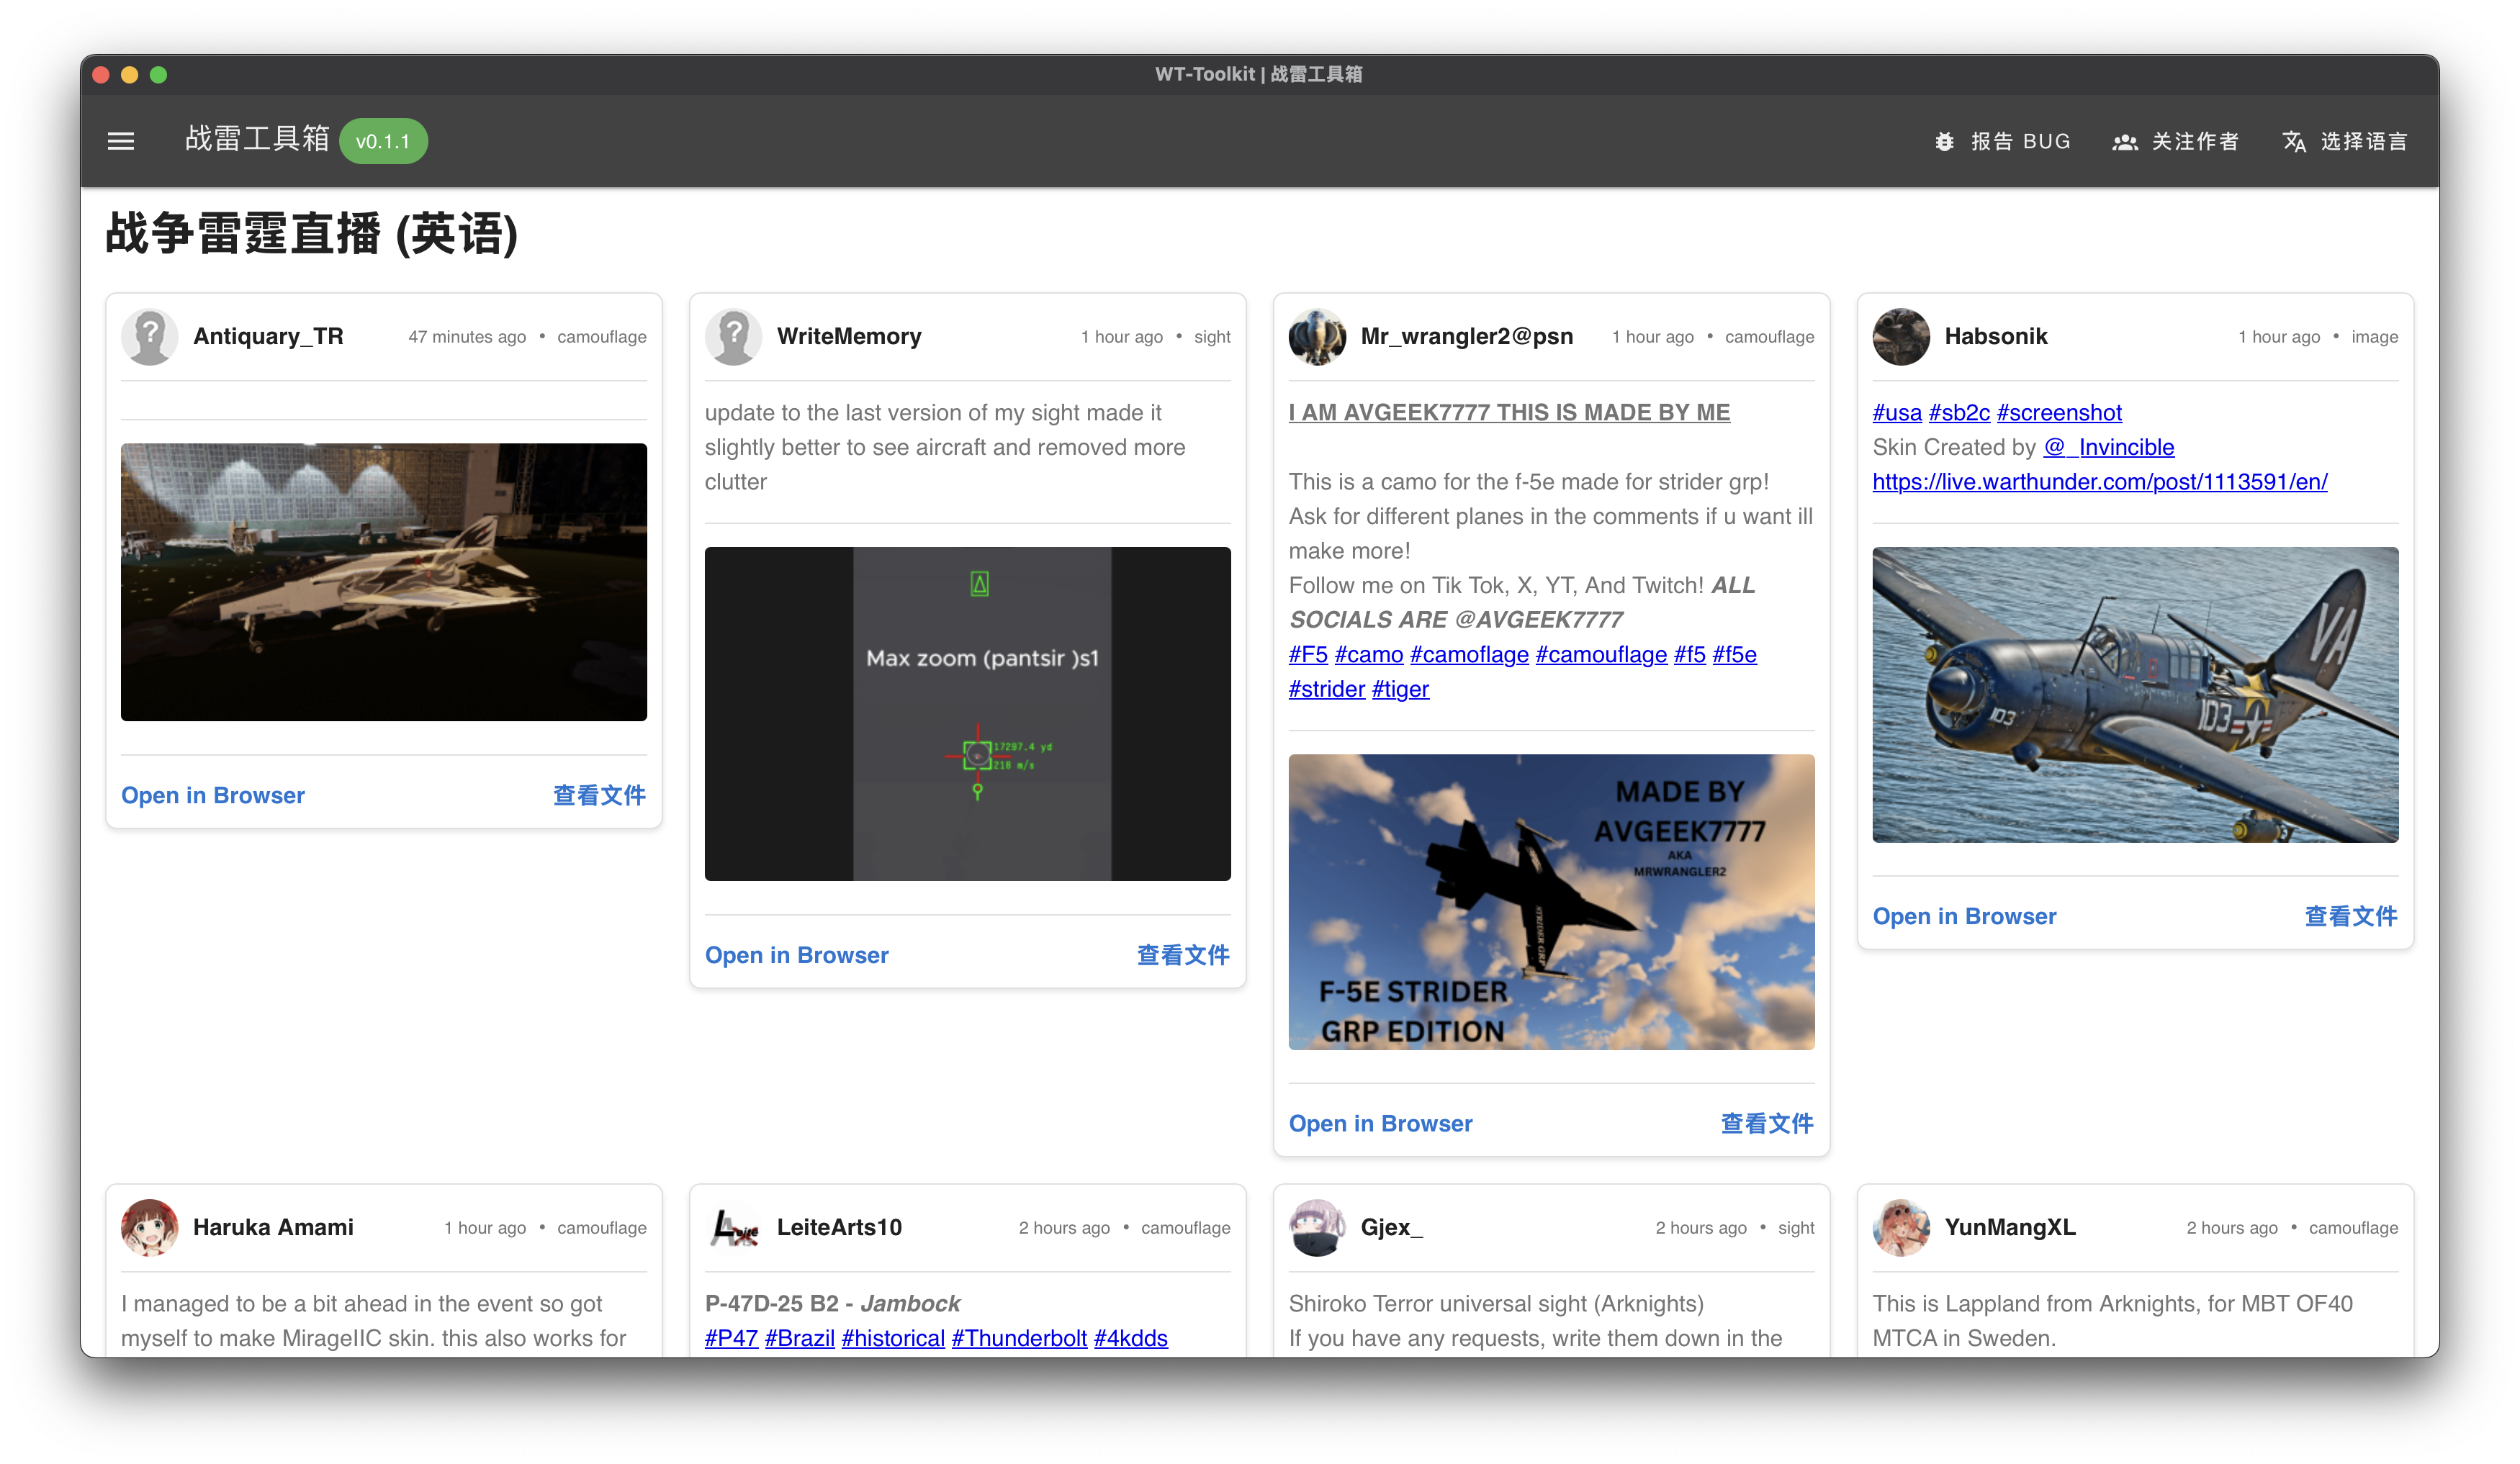 WT-Toolkit | 战雷工具箱
战雷工具箱 v0.1.1
报告 BUG
关注作者
选择语言
战争雷霆直播 (英语)
Antiquary_TR 47 minutes ago • camouflage
Open in Browser 查看文件
WriteMemory 1 hour ago • sight
update to the last version of my sight made it
slightly better to see aircraft and removed more
clutter
Max zoom (pantsir )s1
17297.4 yd
218 m/s
Open in Browser 查看文件
Mr_wrangler2@psn 1 hour ago • camouflage
I AM AVGEEK7777 THIS IS MADE BY ME
This is a camo for the f-5e made for strider grp!
Ask for different planes in the comments if u want ill
make more!
Follow me on Tik Tok, X, YT, And Twitch! ALL
SOCIALS ARE @AVGEEK7777
#F5 #camo #camoflage #camouflage #f5 #f5e
#strider #tiger
MADE BY
AVGEEK7777
AKA
MRWRANGLER2
STRIDER GRP
F-5E STRIDER
GRP EDITION
Open in Browser 查看文件
Habsonik 1 hour ago • image
#usa #sb2c #screenshot
Skin Created by @_Invincible
https://live.warthunder.com/post/1113591/en/
VA
103
103
Open in Browser 查看文件
Haruka Amami 1 hour ago • camouflage
I managed to be a bit ahead in the event so got
myself to make MirageIIC skin. this also works for
LeiteArts10 2 hours ago • camouflage
P-47D-25 B2 - Jambock
#P47 #Brazil #historical #Thunderbolt #4kdds
Gjex_ 2 hours ago • sight
Shiroko Terror universal sight (Arknights)
If you have any requests, write them down in the
YunMangXL 2 hours ago • camouflage
This is Lappland from Arknights, for MBT OF40
MTCA in Sweden.